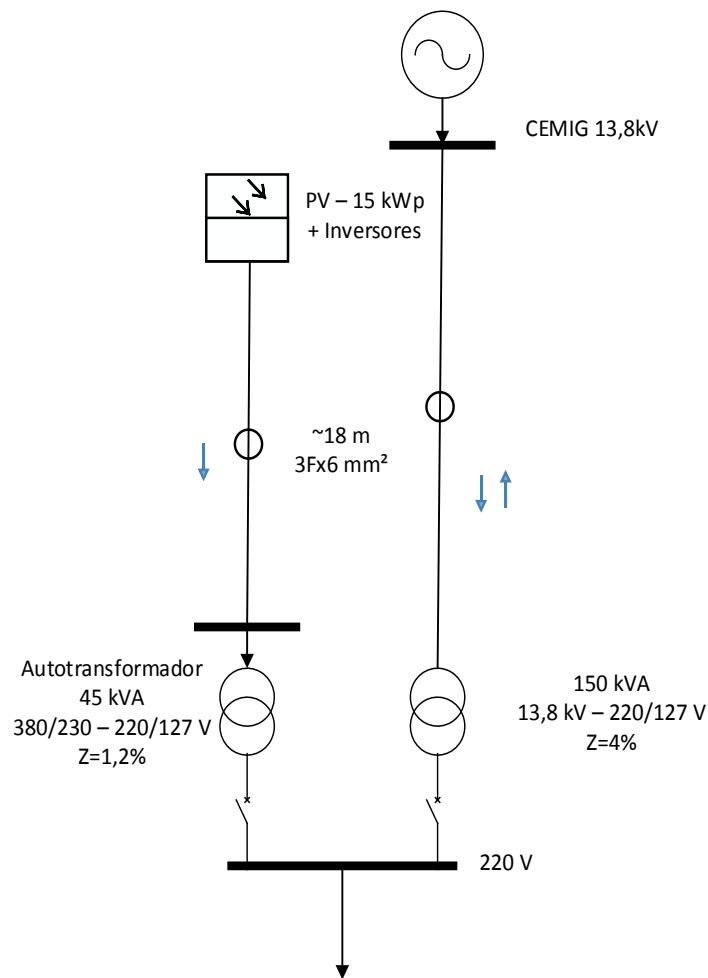 CEMIG 13,8kV
PV – 15 kWp
+ Inversores
~18 m
3Fx6 mm²
Autotransformador
45 kVA
380/230 – 220/127 V
Z=1,2%
150 kVA
13,8 kV – 220/127 V
Z=4%
220 V